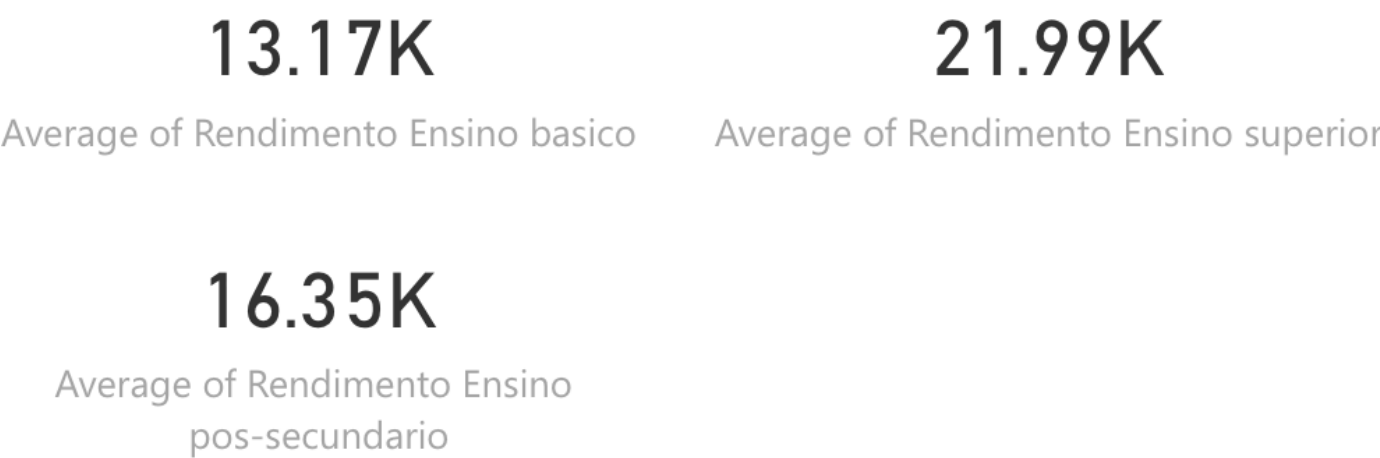 13.17K
Average of Rendimento Ensino basico
21.99K
Average of Rendimento Ensino superior
16.35K
Average of Rendimento Ensino
pos-secundario